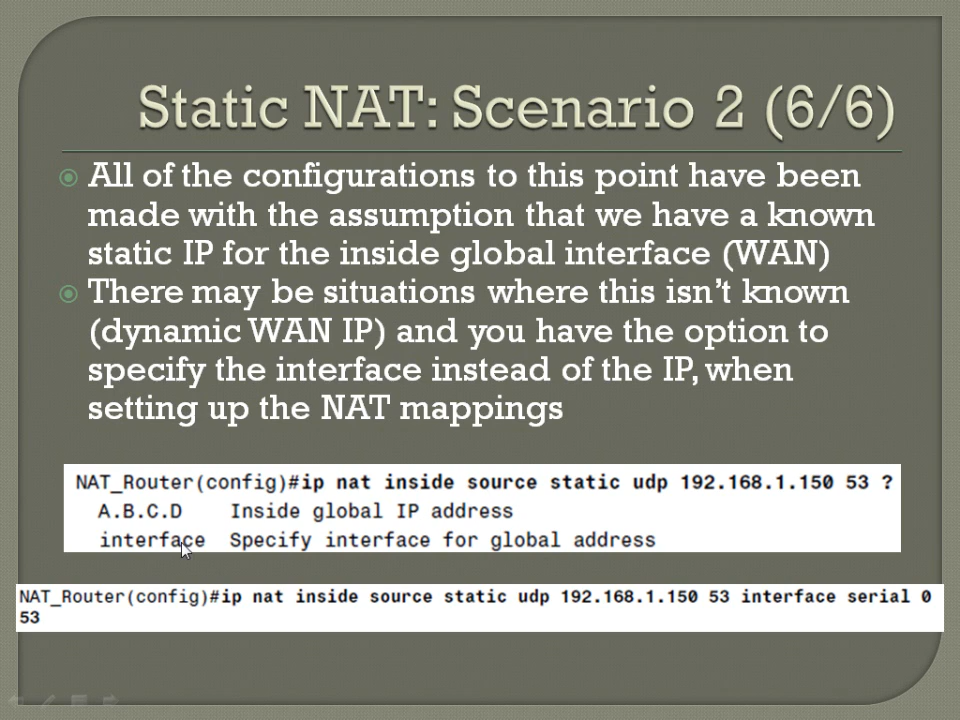 Static NAT: Scenario 2 (6/6)
All of the configurations to this point have been
made with the assumption that we have a known
static IP for the inside global interface (WAN)
There may be situations where this isn't known
(dynamic WAN IP) and you have the option to
specify the interface instead of the IP, when
setting up the NAT mappings
NAT_Router(config)#ip nat inside source static udp 192.168.1.150 53 ?
A.B.C.D    Inside global IP address
interface  Specify interface for global address
NAT_Router(config)#ip nat inside source static udp 192.168.1.150 53 interface serial 0
53